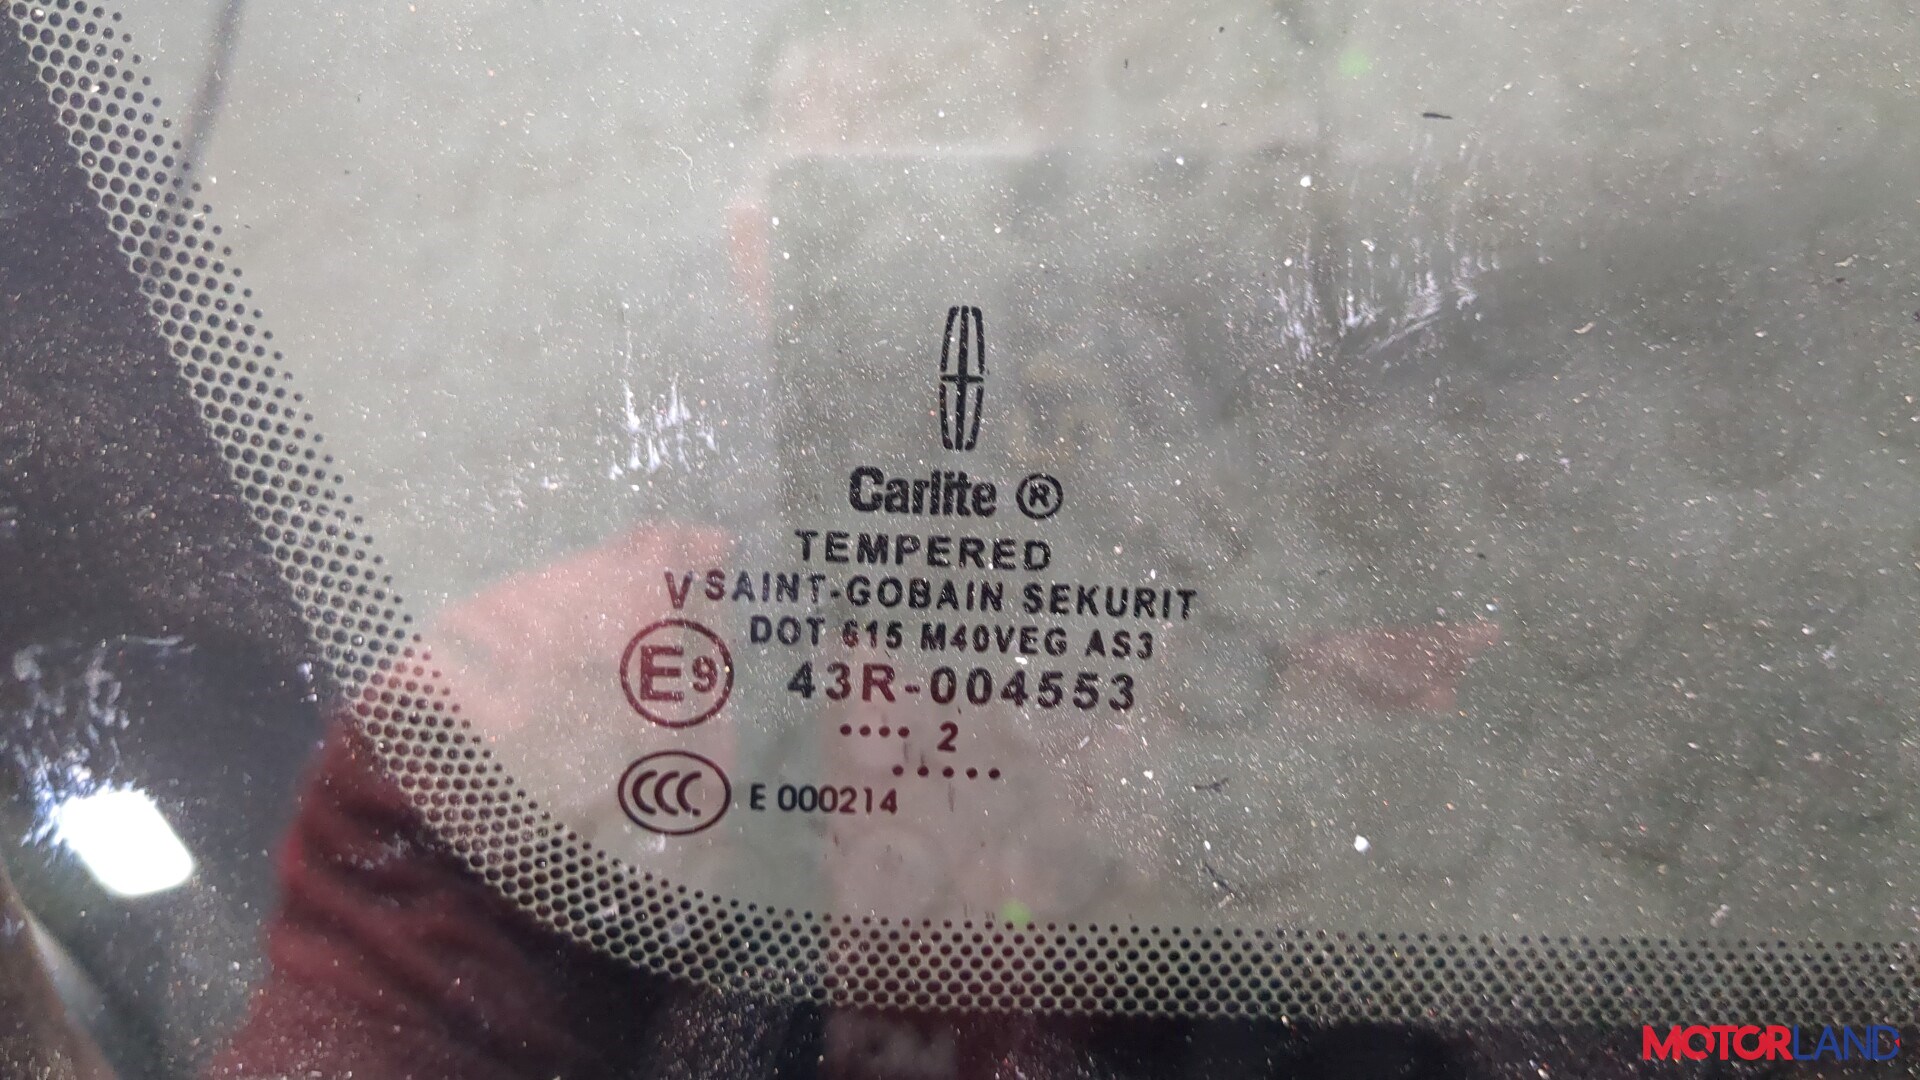 Carlite ®
TEMPERED
V SAINT-GOBAIN SEKURIT
DOT 615 M40VEG AS3
E9 43R-004553
.... 2
.....
CCC E 000214
MOTORLAND